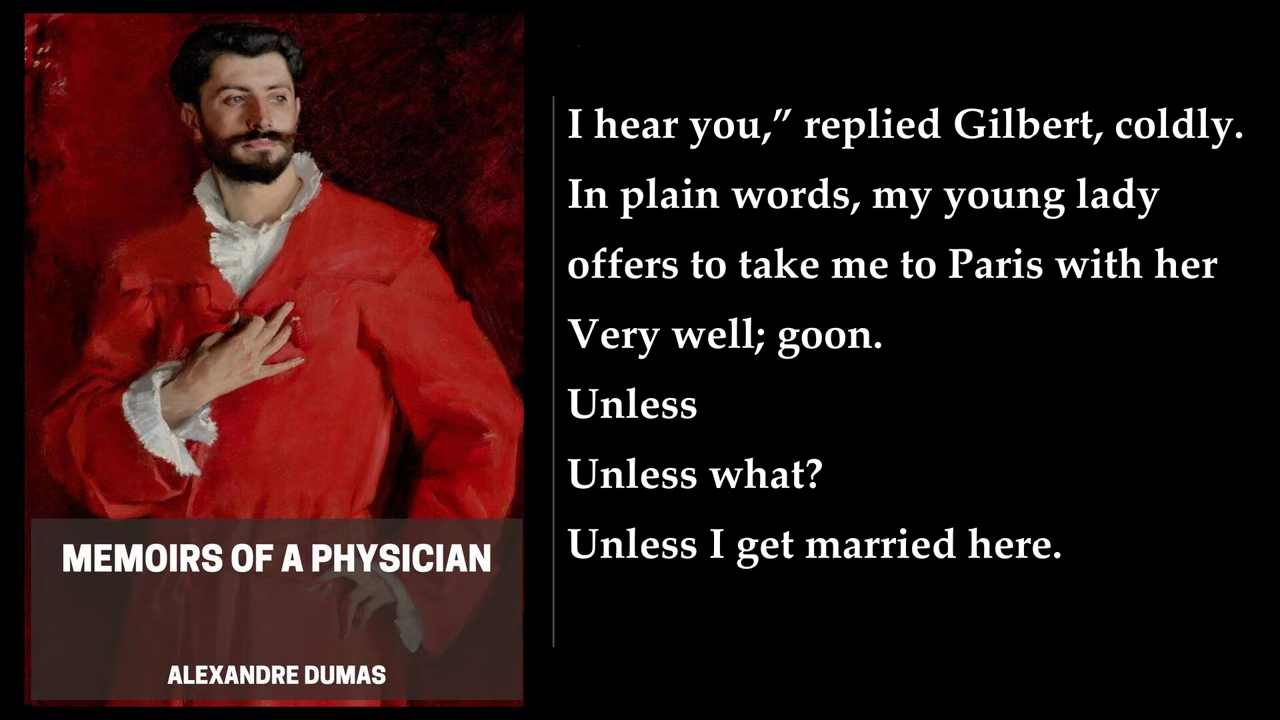 I hear you,” replied Gilbert, coldly.
In plain words, my young lady
offers to take me to Paris with her
Very well; goon.
Unless
Unless what?
Unless I get married here.
MEMOIRS OF A PHYSICIAN
ALEXANDRE DUMAS